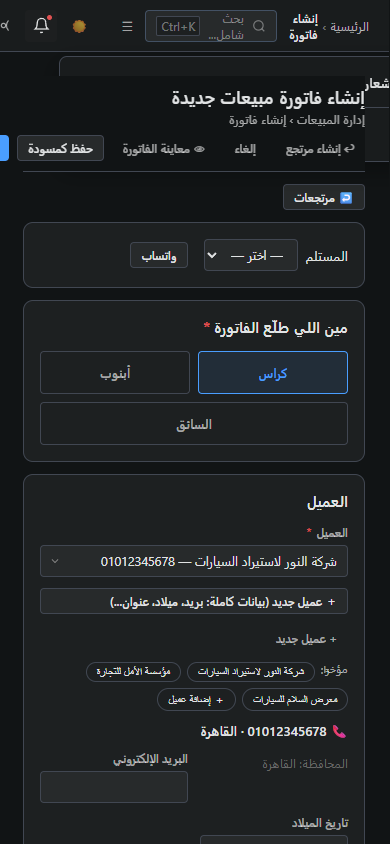 الرئيسية › إنشاء فاتورة
بحث شامل... Ctrl+K
شعار
إنشاء فاتورة مبيعات جديدة
إدارة المبيعات › إنشاء فاتورة
إنشاء مرتجع
إلغاء
معاينة الفاتورة
حفظ كمسودة
مرتجعات
المستلم
— اختر —
واتساب
مين اللي طلّع الفاتورة *
كراس
أبنوب
السائق
العميل
العميل *
شركة النور لاستيراد السيارات — 01012345678
+ عميل جديد (بيانات كاملة: بريد، ميلاد، عنوان...)
+ عميل جديد
مؤخرًا:
شركة النور لاستيراد السيارات
مؤسسة الأمل للتجارة
معرض السلام للسيارات
+ إضافة عميل
01012345678 · القاهرة
المحافظة: القاهرة
البريد الإلكتروني
تاريخ الميلاد